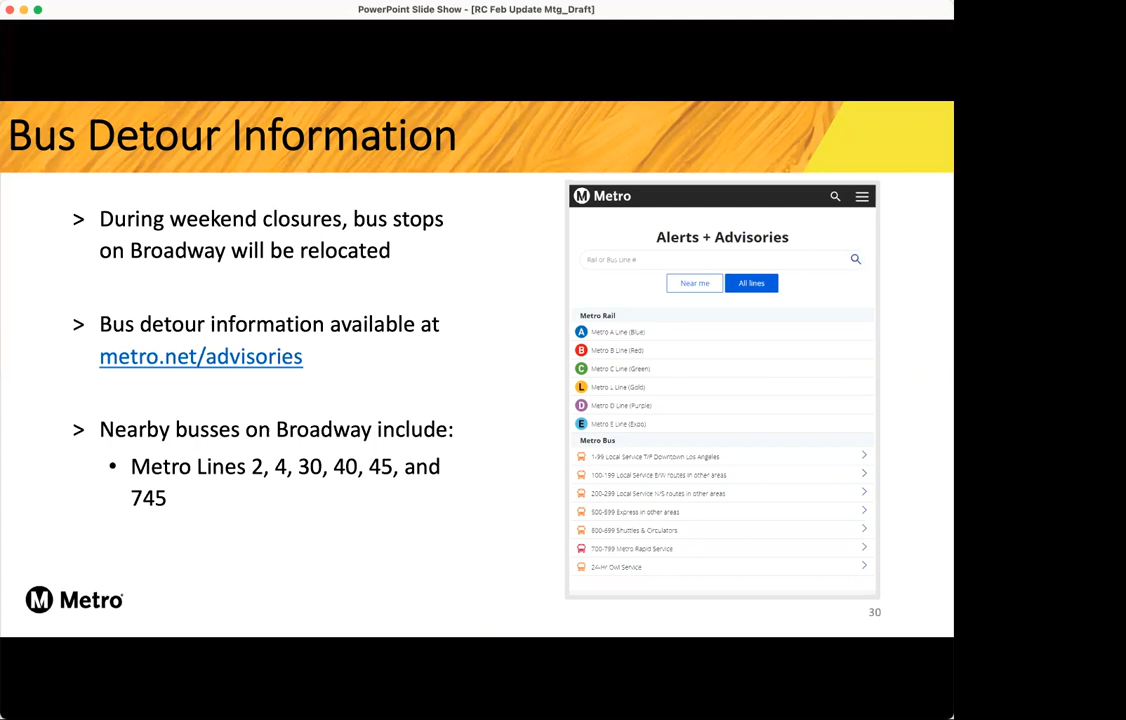 PowerPoint Slide Show - [RC Feb Update Mtg_Draft]
Bus Detour Information
> During weekend closures, bus stops
on Broadway will be relocated
> Bus detour information available at
metro.net/advisories
> Nearby busses on Broadway include:
• Metro Lines 2, 4, 30, 40, 45, and
745
M Metro
Alerts + Advisories
Rail or Bus Line #
Near me
All lines
Metro Rail
A Metro A Line (Blue)
B Metro B Line (Red)
C Metro C Line (Green)
L Metro L Line (Gold)
D Metro D Line (Purple)
E Metro E Line (Expo)
Metro Bus
1-99 Local Service T/F Downtown Los Angeles
100-199 Local Service E/W routes in other areas
200-299 Local Service N/S routes in other areas
500-599 Express in other areas
600-699 Shuttles & Circulators
700-799 Metro Rapid Service
24-Hr Owl Service
M Metro
30